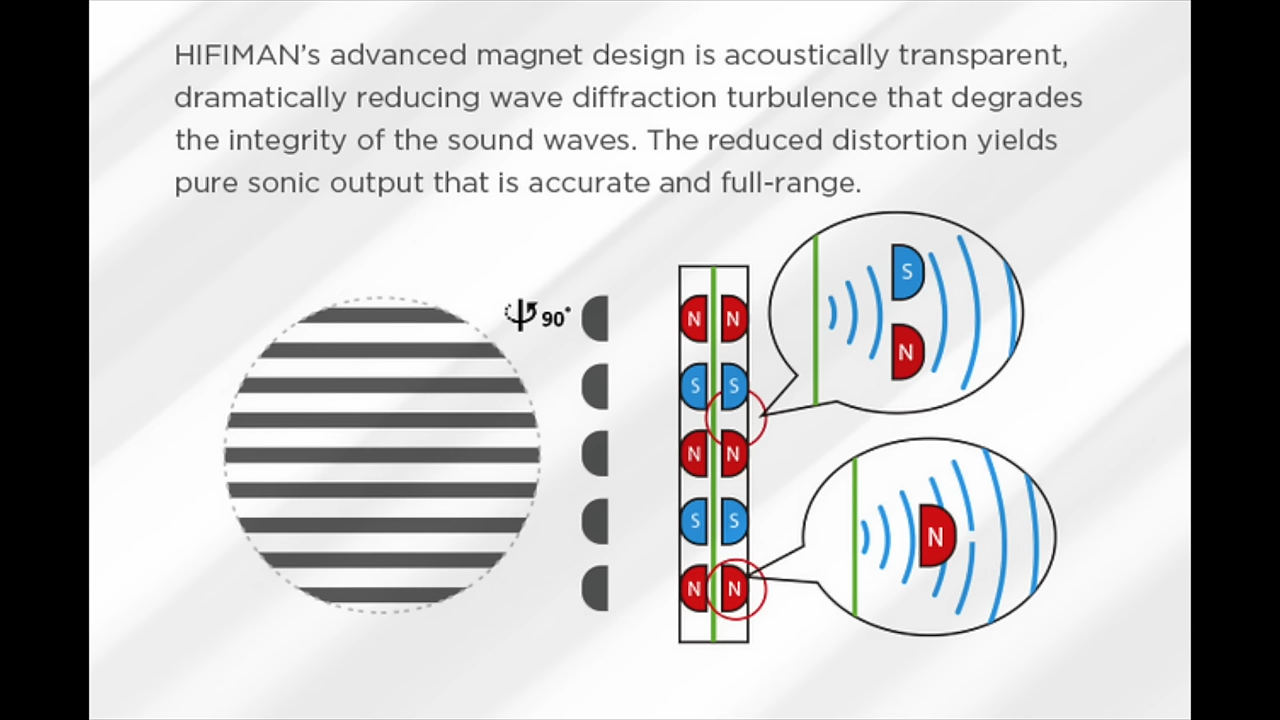 HIFIMAN’s advanced magnet design is acoustically transparent,
dramatically reducing wave diffraction turbulence that degrades
the integrity of the sound waves. The reduced distortion yields
pure sonic output that is accurate and full-range.
90°
N N
S S
N N
S S
N N
S
N
N